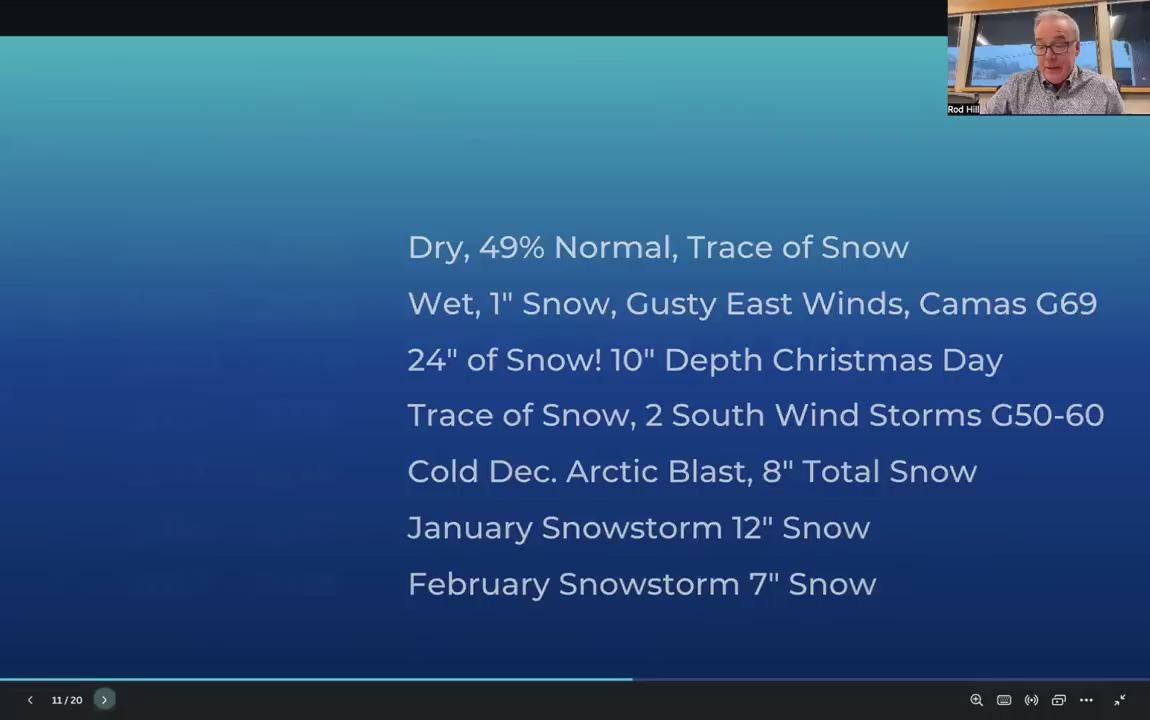 Rod Hill
Dry, 49% Normal, Trace of Snow
Wet, 1" Snow, Gusty East Winds, Camas G69
24" of Snow! 10" Depth Christmas Day
Trace of Snow, 2 South Wind Storms G50-60
Cold Dec. Arctic Blast, 8" Total Snow
January Snowstorm 12" Snow
February Snowstorm 7" Snow
11 / 20